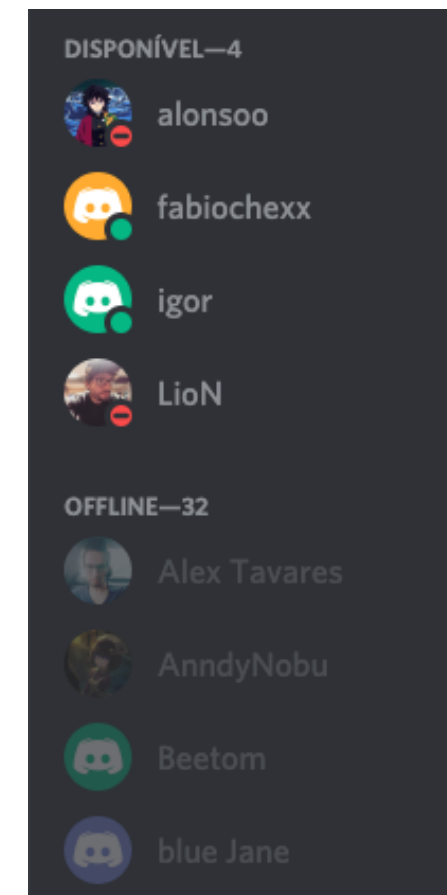 DISPONÍVEL—4
alonsoo
fabiochexx
igor
LioN
OFFLINE—32
Alex Tavares
AnndyNobu
Beetom
blue Jane